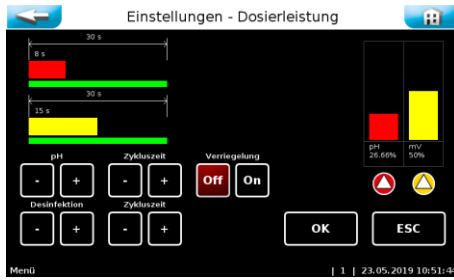 Einstellungen - Dosierleistung
30 s
8 s
30 s
15 s
pH
26.66%
mV
50%
pH Zykluszeit Verriegelung
- + - + Off On
Desinfektion Zykluszeit
- + - + OK ESC
Menü | 1 | 23.05.2019 10:51:4